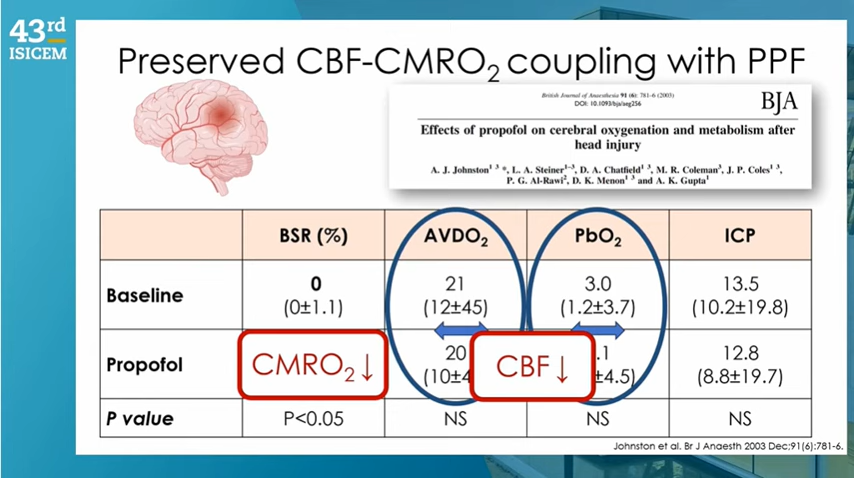 43rd
ISICEM
Preserved CBF-CMRO2 coupling with PPF
British Journal of Anaesthesia 91 (6): 781-6 (2003)
DOI: 10.1093/bja/aeg256
BJA
Effects of propofol on cerebral oxygenation and metabolism after
head injury
A. J. Johnston1 3 *, L. A. Steiner1–3, D. A. Chatfield1 3, M. R. Coleman3, J. P. Coles1 3,
P. G. Al-Rawi2, D. K. Menon1 3 and A. K. Gupta1
BSR (%) AVDO2 PbO2 ICP
Baseline 0 21 3.0 13.5
(0±1.1) (12±45) (1.2±3.7) (10.2±19.8)
Propofol 20 .1 12.8
(10±4 ±4.5) (8.8±19.7)
CMRO2 ↓ CBF ↓
P value P<0.05 NS NS NS
Johnston et al. Br J Anaesth 2003 Dec;91(6):781-6.